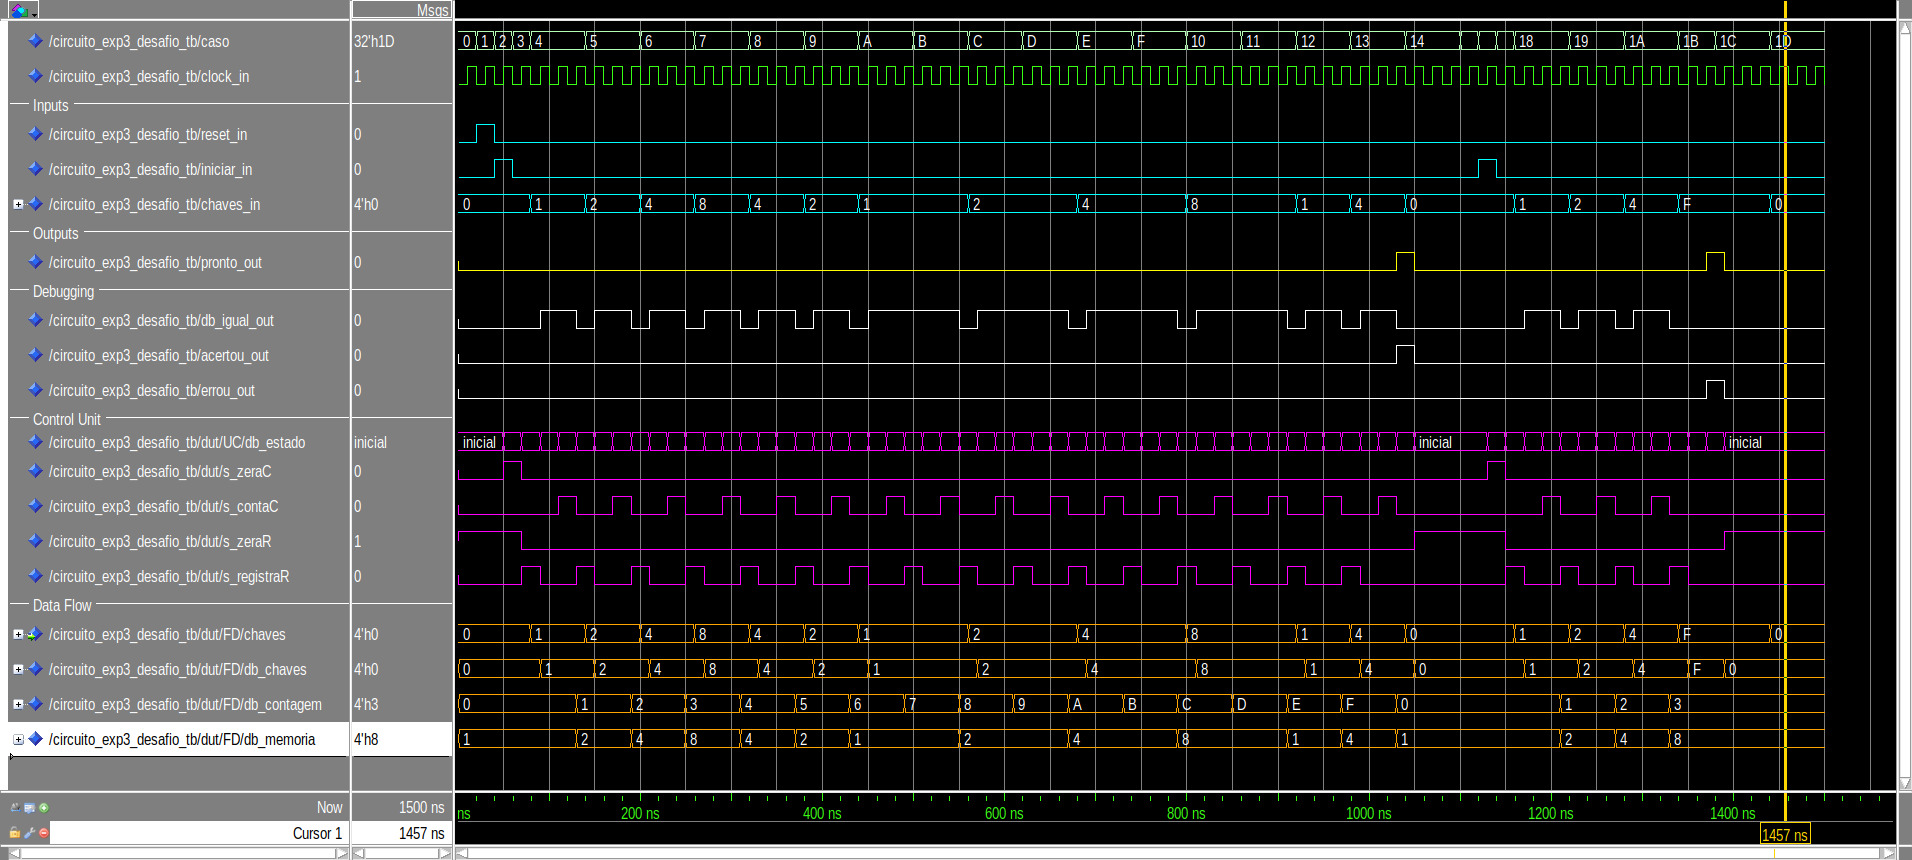 Msgs
/circuito_exp3_desafio_tb/caso 32'h1D 0 1 2 3 4 5 6 7 8 9 A B C D E F 10 11 12 13 14 18 19 1A 1B 1C 1D
/circuito_exp3_desafio_tb/clock_in 1
Inputs
/circuito_exp3_desafio_tb/reset_in 0
/circuito_exp3_desafio_tb/iniciar_in 0
/circuito_exp3_desafio_tb/chaves_in 4'h0 0 1 2 4 8 4 2 1 2 4 8 1 4 0 1 2 4 F 0
Outputs
/circuito_exp3_desafio_tb/pronto_out 0
Debugging
/circuito_exp3_desafio_tb/db_igual_out 0
/circuito_exp3_desafio_tb/acertou_out 0
/circuito_exp3_desafio_tb/errou_out 0
Control Unit
/circuito_exp3_desafio_tb/dut/UC/db_estado inicial inicial inicial inicial
/circuito_exp3_desafio_tb/dut/s_zeraC 0
/circuito_exp3_desafio_tb/dut/s_contaC 0
/circuito_exp3_desafio_tb/dut/s_zeraR 1
/circuito_exp3_desafio_tb/dut/s_registraR 0
Data Flow
/circuito_exp3_desafio_tb/dut/FD/chaves 4'h0 0 1 2 4 8 4 2 1 2 4 8 1 4 0 1 2 4 F 0
/circuito_exp3_desafio_tb/dut/FD/db_chaves 4'h0 0 1 2 4 8 4 2 1 2 4 8 1 4 0 1 2 4 F 0
/circuito_exp3_desafio_tb/dut/FD/db_contagem 4'h3 0 1 2 3 4 5 6 7 8 9 A B C D E F 0 1 2 3
/circuito_exp3_desafio_tb/dut/FD/db_memoria 4'h8 1 2 4 8 4 2 1 2 4 8 1 4 1 2 4 8
Now 1500 ns ns 200 ns 400 ns 600 ns 800 ns 1000 ns 1200 ns 1400 ns
Cursor 1 1457 ns 1457 ns